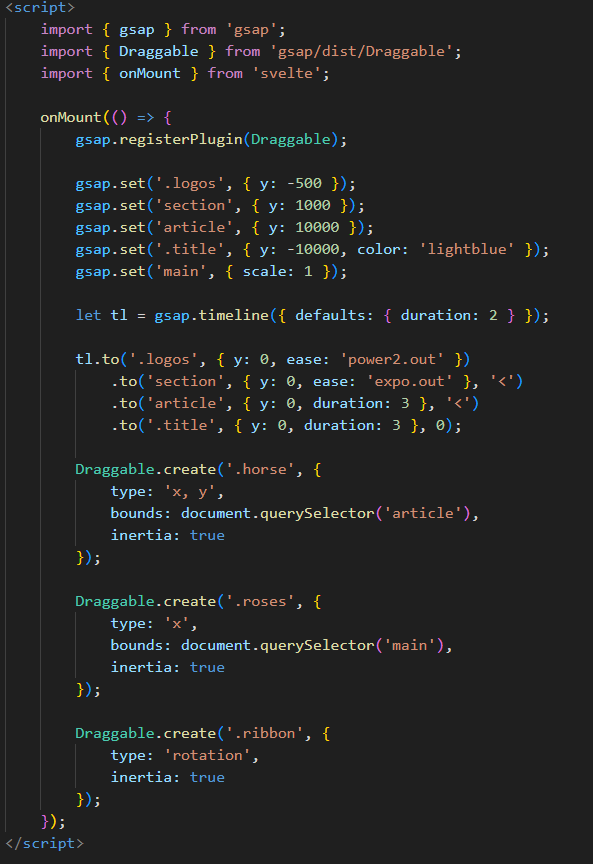 <script>
import { gsap } from 'gsap';
import { Draggable } from 'gsap/dist/Draggable';
import { onMount } from 'svelte';
onMount(() => {
gsap.registerPlugin(Draggable);
gsap.set('.logos', { y: -500 });
gsap.set('section', { y: 1000 });
gsap.set('article', { y: 10000 });
gsap.set('.title', { y: -10000, color: 'lightblue' });
gsap.set('main', { scale: 1 });
let tl = gsap.timeline({ defaults: { duration: 2 } });
tl.to('.logos', { y: 0, ease: 'power2.out' })
.to('section', { y: 0, ease: 'expo.out' }, '<')
.to('article', { y: 0, duration: 3 }, '<')
.to('.title', { y: 0, duration: 3 }, 0);
Draggable.create('.horse', {
type: 'x, y',
bounds: document.querySelector('article'),
inertia: true
});
Draggable.create('.roses', {
type: 'x',
bounds: document.querySelector('main'),
inertia: true
});
Draggable.create('.ribbon', {
type: 'rotation',
inertia: true
});
});
</script>